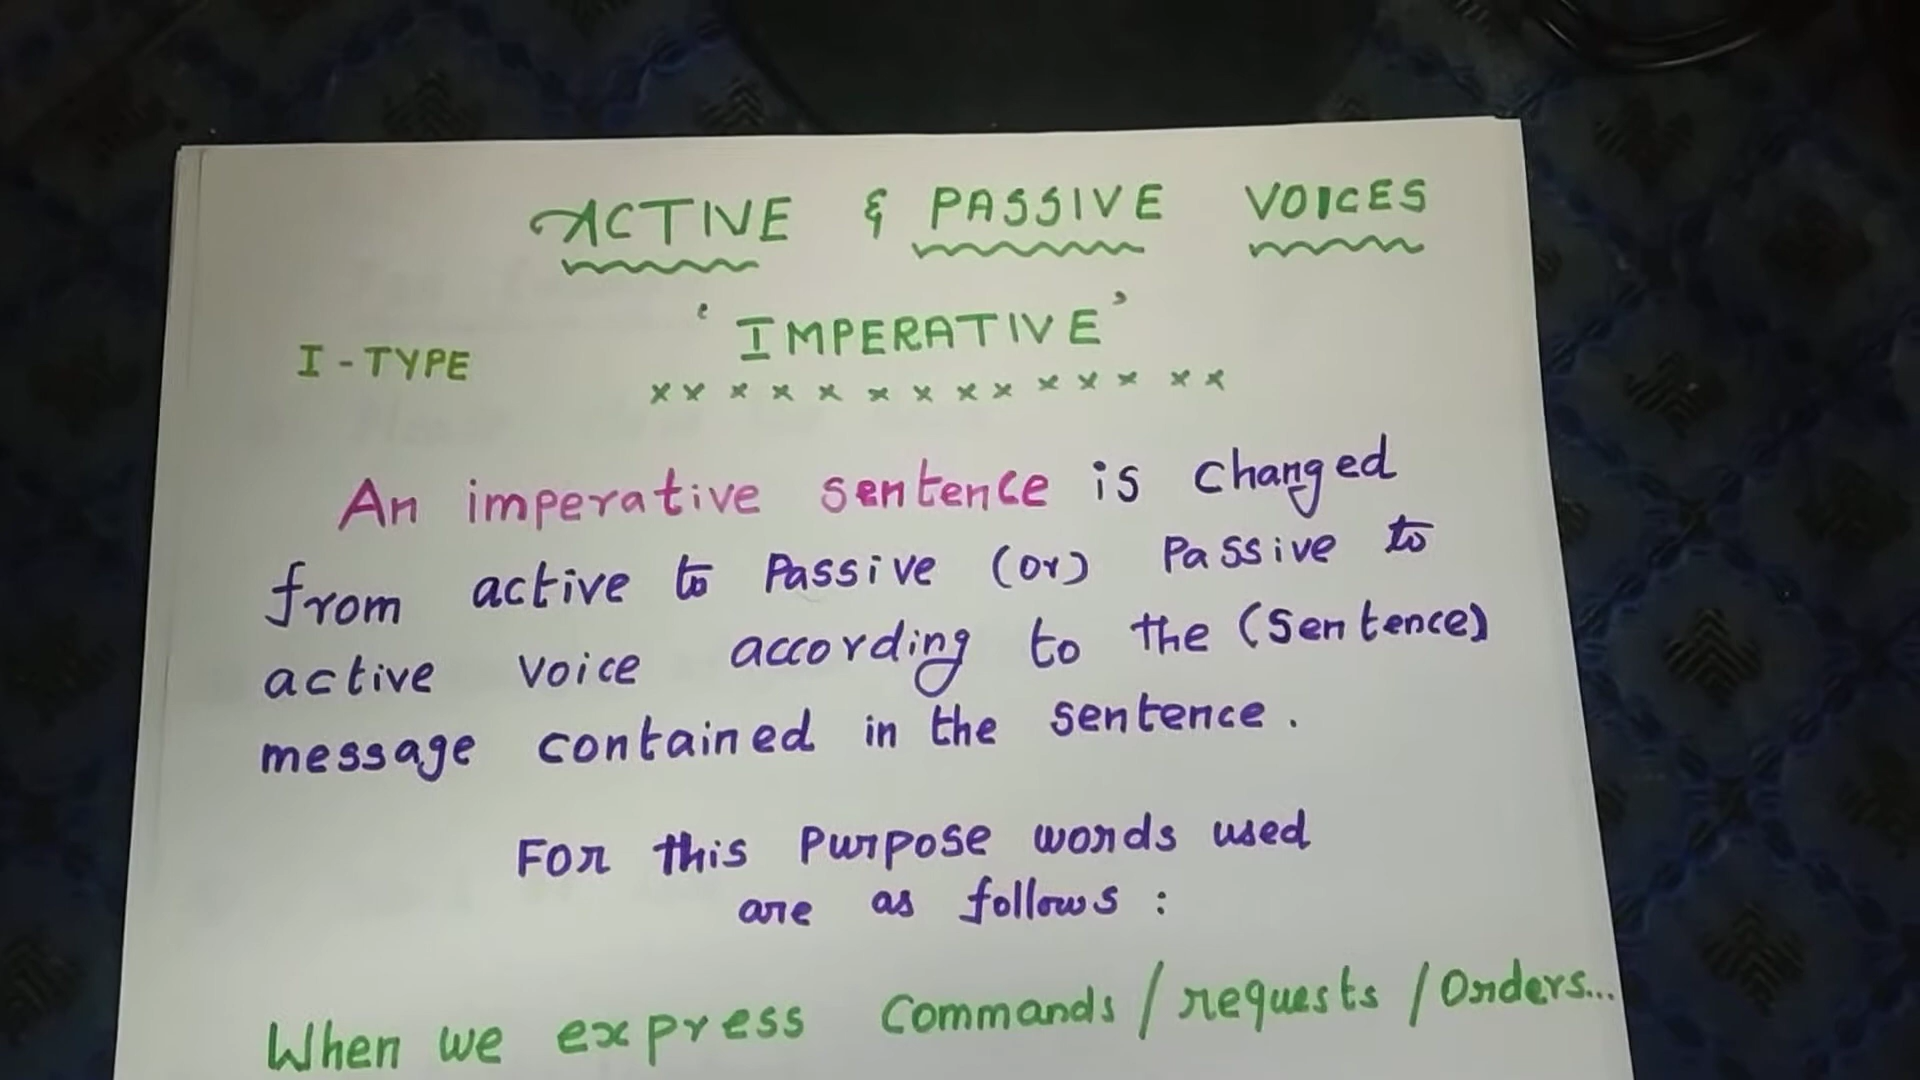 ACTIVE & PASSIVE VOICES
I - TYPE 'IMPERATIVE'
An imperative sentence is changed
from active to Passive (or) Passive to
active voice according to the (Sentence)
message contained in the sentence.
For this Purpose words used
are as follows :
When we express Commands / requests / Orders...